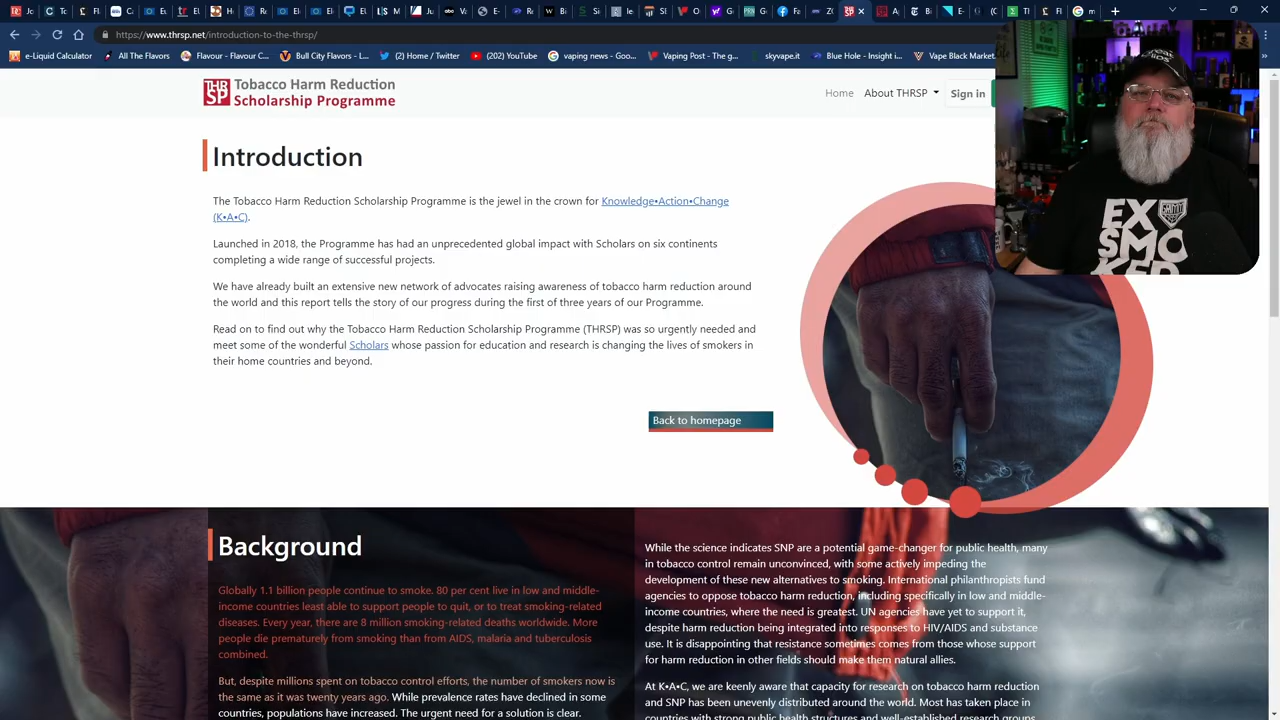 https://www.thrsp.net/introduction-to-the-thrsp/
e-Liquid Calculator
All The Flavors
Flavour - Flavour C...
Bull City Flavors - I...
(2) Home / Twitter
(202) YouTube
vaping news - Goo...
Vaping Post - The g...
skyvape.it
Blue Hole - Insight i...
Vape Black Market
THR
SP
Tobacco Harm Reduction
Scholarship Programme
Home
About THRSP
Sign in
Introduction
The Tobacco Harm Reduction Scholarship Programme is the jewel in the crown for Knowledge•Action•Change
(K•A•C).
Launched in 2018, the Programme has had an unprecedented global impact with Scholars on six continents
completing a wide range of successful projects.
We have already built an extensive new network of advocates raising awareness of tobacco harm reduction around
the world and this report tells the story of our progress during the first of three years of our Programme.
Read on to find out why the Tobacco Harm Reduction Scholarship Programme (THRSP) was so urgently needed and
meet some of the wonderful Scholars whose passion for education and research is changing the lives of smokers in
their home countries and beyond.
Back to homepage
EX
SMO
KED
Background
Globally 1.1 billion people continue to smoke. 80 per cent live in low and middle-
income countries least able to support people to quit, or to treat smoking-related
diseases. Every year, there are 8 million smoking-related deaths worldwide. More
people die prematurely from smoking than from AIDS, malaria and tuberculosis
combined.
But, despite millions spent on tobacco control efforts, the number of smokers now is
the same as it was twenty years ago. While prevalence rates have declined in some
countries, populations have increased. The urgent need for a solution is clear.
While the science indicates SNP are a potential game-changer for public health, many
in tobacco control remain unconvinced, with some actively impeding the
development of these new alternatives to smoking. International philanthropists fund
agencies to oppose tobacco harm reduction, including specifically in low and middle-
income countries, where the need is greatest. UN agencies have yet to support it,
despite harm reduction being integrated into responses to HIV/AIDS and substance
use. It is disappointing that resistance sometimes comes from those whose support
for harm reduction in other fields should make them natural allies.
At K•A•C, we are keenly aware that capacity for research on tobacco harm reduction
and SNP has been unevenly distributed around the world. Most has taken place in
countries with strong public health structures and well-established research groups